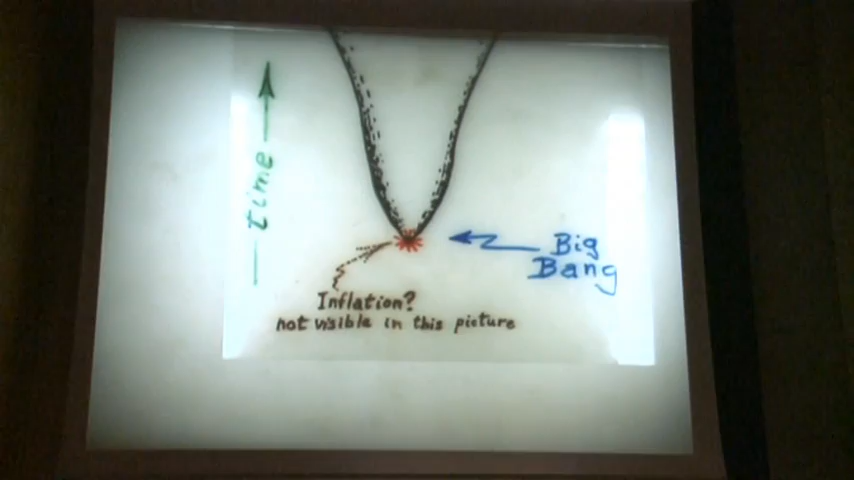 time
Big
Bang
Inflation?
not visible in this picture